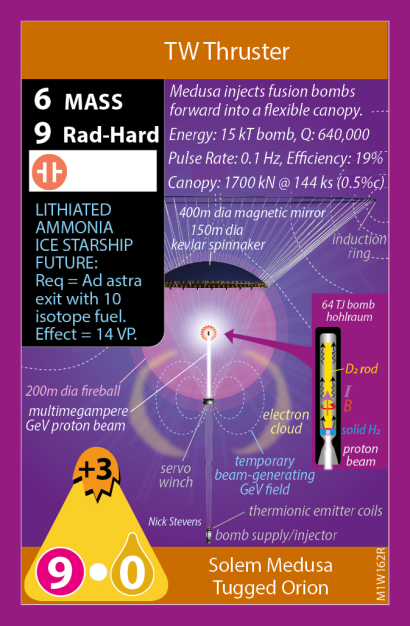 TW Thruster
6 MASS
9 Rad-Hard
Medusa injects fusion bombs
forward into a flexible canopy.
Energy: 15 kT bomb, Q: 640,000
Pulse Rate: 0.1 Hz, Efficiency: 19%
Canopy: 1700 kN @ 144 ks (0.5%c)
LITHIATED
AMMONIA
ICE STARSHIP
FUTURE:
Req = Ad astra
exit with 10
isotope fuel.
Effect = 14 VP.
400m dia magnetic mirror
150m dia
kevlar spinnaker
induction
ring
64 TJ bomb
hohlraum
D₂ rod
I
B
solid H₂
proton
beam
200m dia fireball
multimegampere
GeV proton beam
electron
cloud
servo
winch
temporary
beam-generating
GeV field
thermionic emitter coils
Nick Stevens
bomb supply/injector
+3
9 • 0
Solem Medusa
Tugged Orion
M1W162R